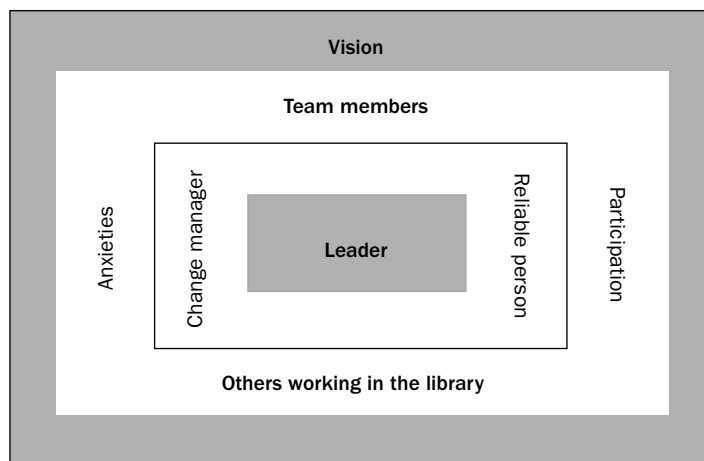 Vision
Team members
Anxieties
Change manager
Leader
Reliable person
Participation
Others working in the library